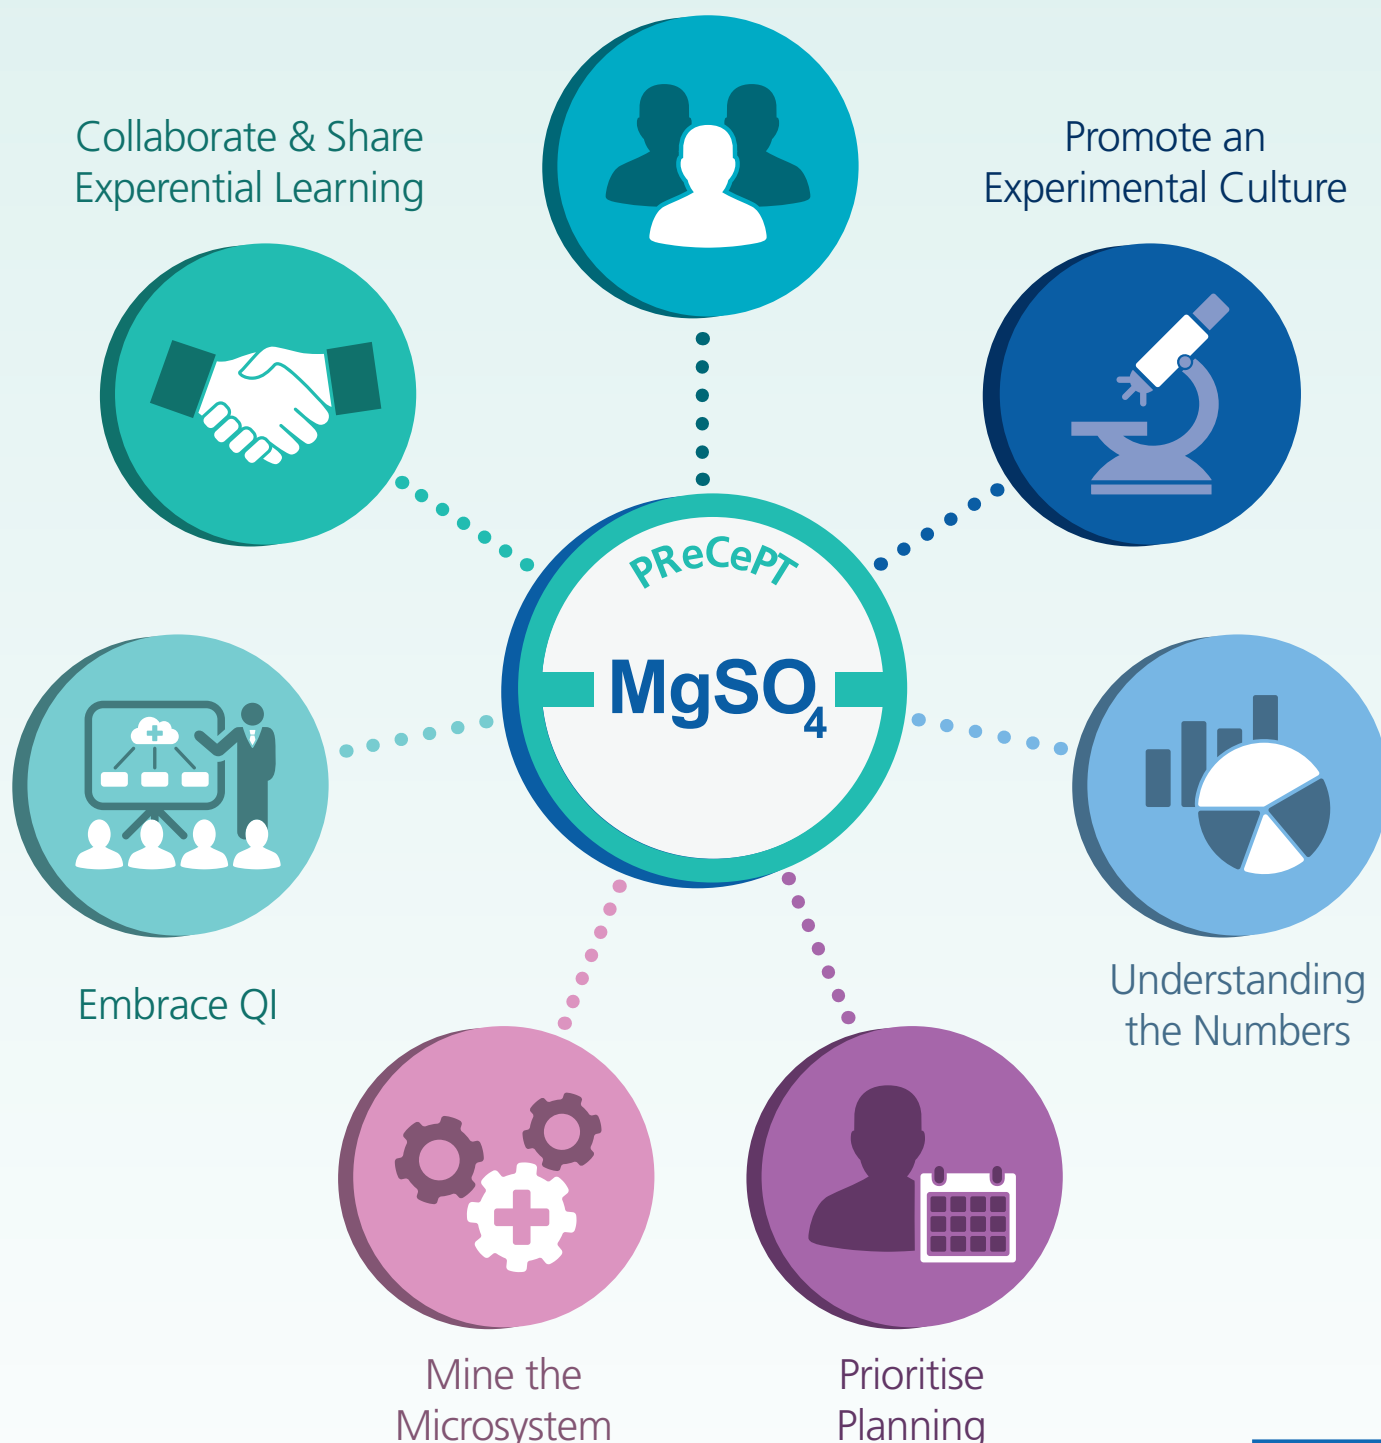 Collaborate & Share
Experential Learning
Promote an
Experimental Culture
PReCePT
MgSO₄
Embrace QI
Understanding
the Numbers
Mine the
Microsystem
Prioritise
Planning